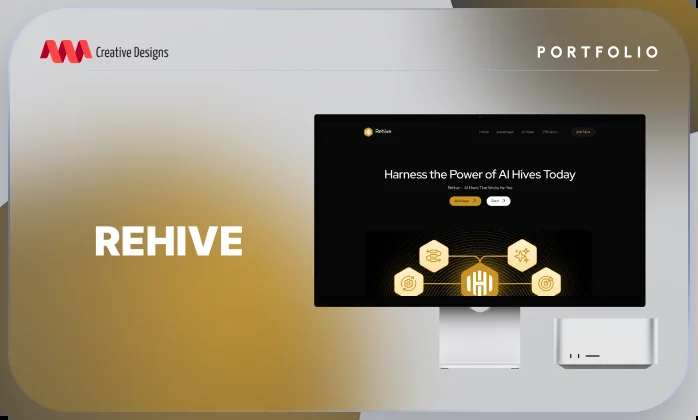 Creative Designs
PORTFOLIO
Rehive
Home Advantage AI Hives Efficiency Join Now
Harness the Power of AI Hives Today
Rehive - AI Hives That Works for You
Start
REHIVE